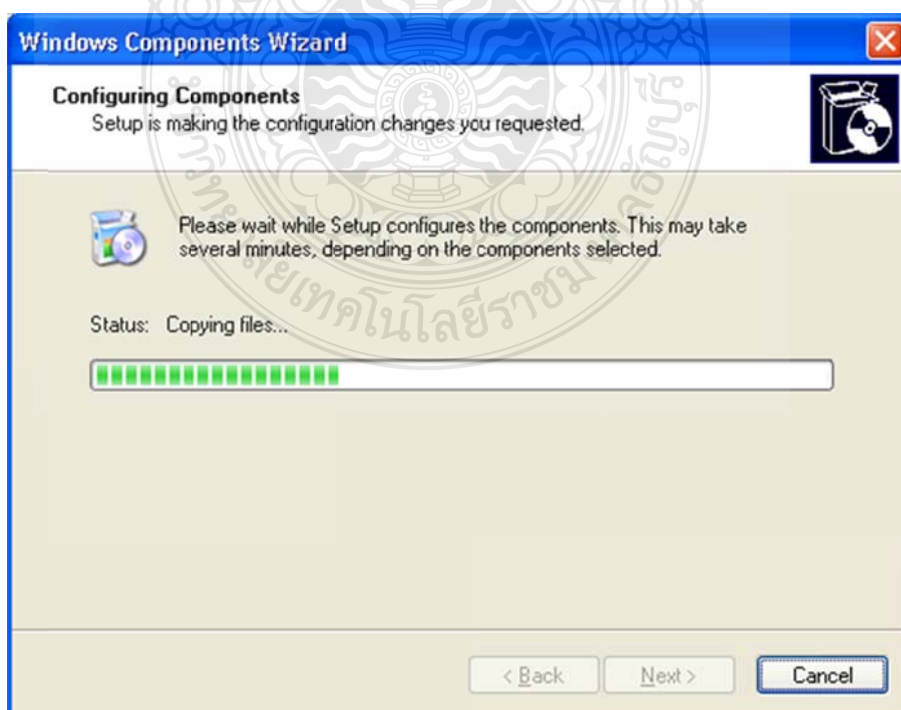 Windows Components Wizard
Configuring Components
Setup is making the configuration changes you requested.
Please wait while Setup configures the components. This may take
several minutes, depending on the components selected.
Status: Copying files...
< Back
Next >
Cancel